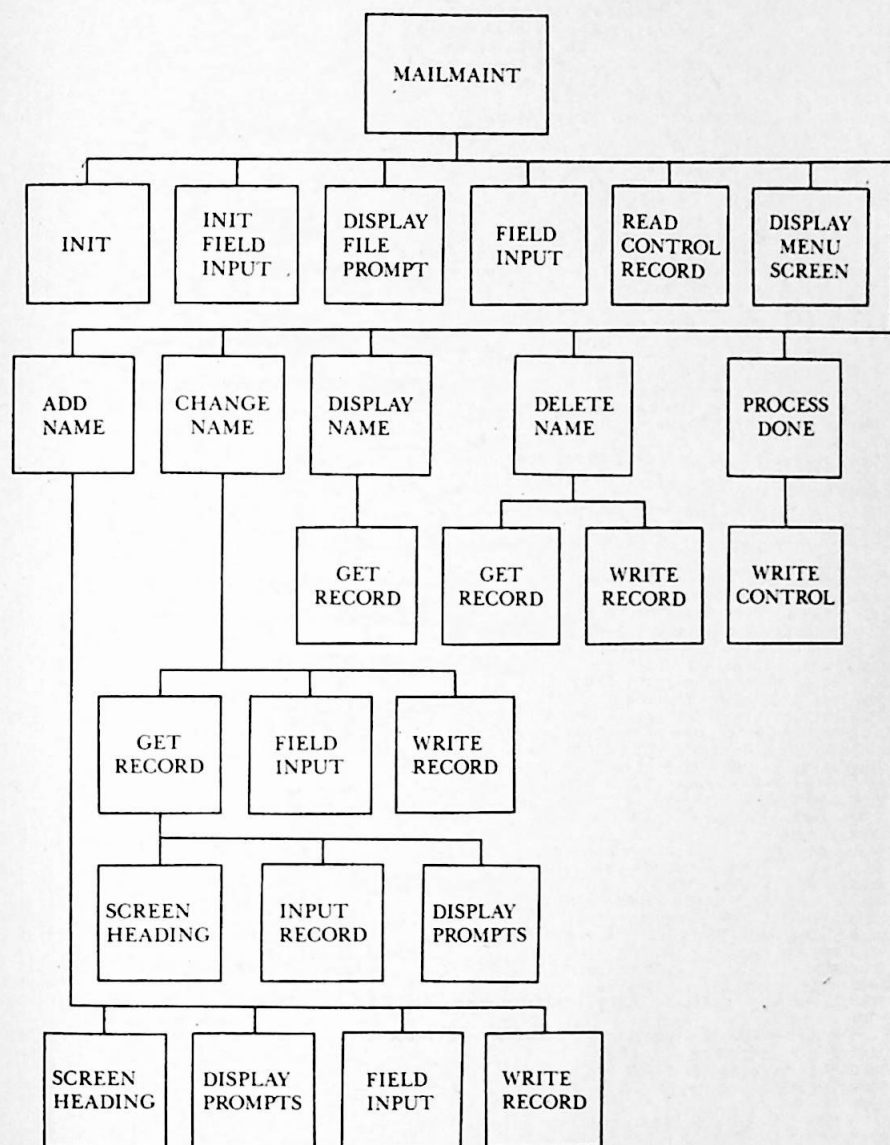 MAILMAINT
INIT
INIT
FIELD
INPUT
DISPLAY
FILE
PROMPT
FIELD
INPUT
READ
CONTROL
RECORD
DISPLAY
MENU
SCREEN
ADD
NAME
CHANGE
NAME
DISPLAY
NAME
DELETE
NAME
PROCESS
DONE
GET
RECORD
GET
RECORD
WRITE
RECORD
WRITE
CONTROL
GET
RECORD
FIELD
INPUT
WRITE
RECORD
SCREEN
HEADING
INPUT
RECORD
DISPLAY
PROMPTS
SCREEN
HEADING
DISPLAY
PROMPTS
FIELD
INPUT
WRITE
RECORD